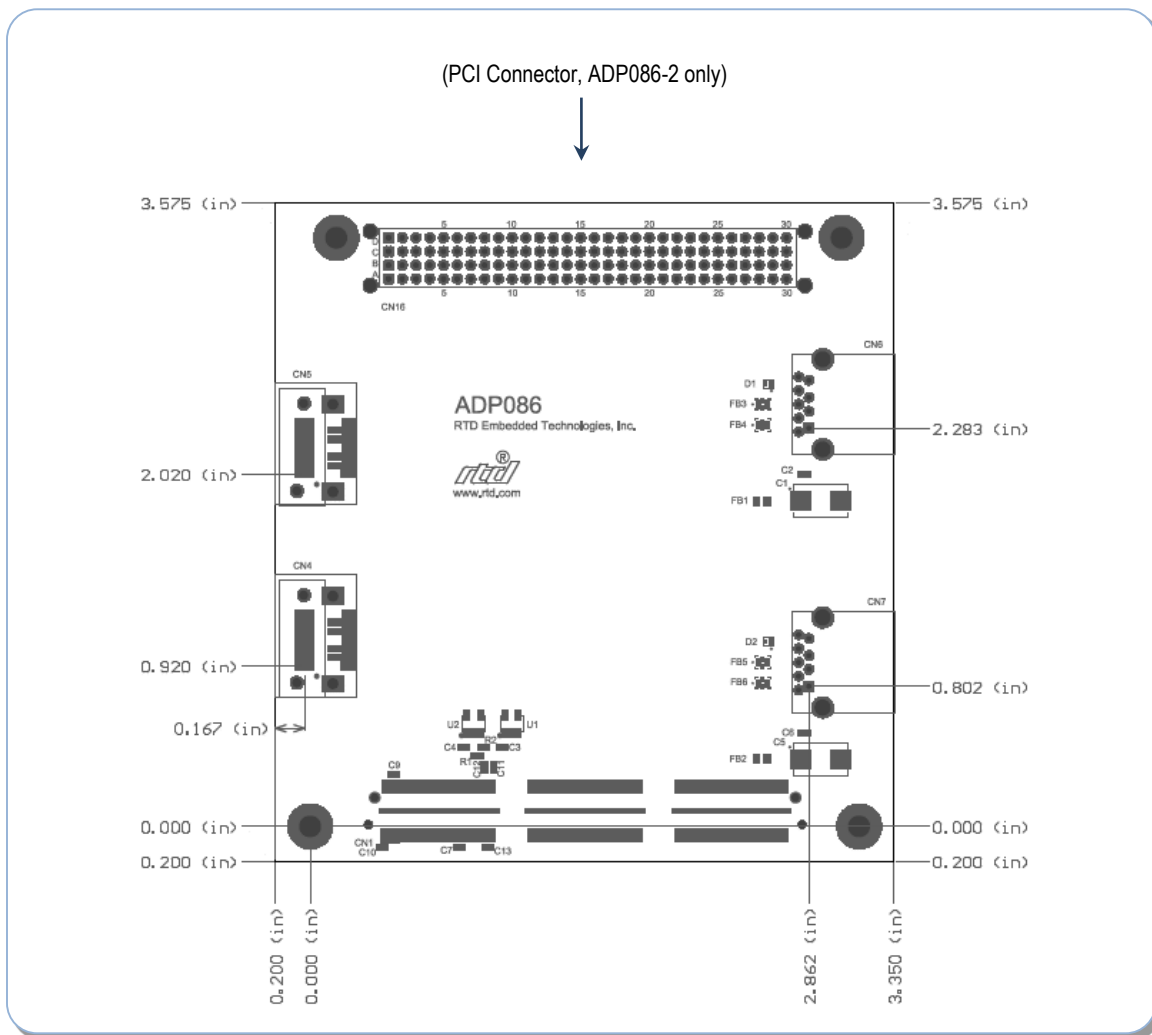 (PCI Connector, ADP086-2 only)
3.575 (in)
3.575 (in)
5 10 15 20 25 30
D
C
B
A
5 10 15 20 25 30
CN16
CN6
CN5
D1
FB3
FB4
ADP086
RTD Embedded Technologies, Inc.
2.283 (in)
rtd®
www.rtd.com
2.020 (in)
C2
C1
FB1
CN4
CN7
D2
FB5
FB6
0.920 (in)
0.802 (in)
0.167 (in)
U2
U1
R2
C4
C3
R1
C12
C11
C6
C5
FB2
C9
0.000 (in)
0.000 (in)
CN1
C10
C7
C13
0.200 (in)
0.200 (in)
0.200 (in)
0.000 (in)
2.862 (in)
3.350 (in)